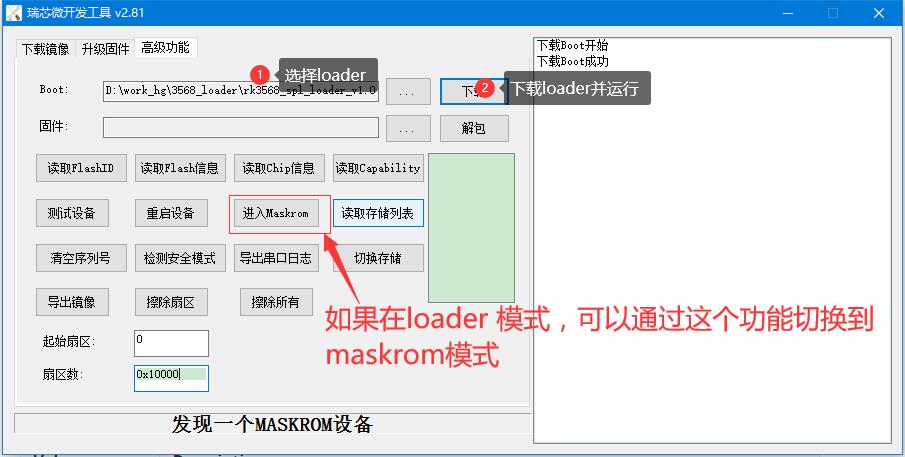 瑞芯微开发工具 v2.81
下载镜像 升级固件 高级功能
1 选择loader
Boot: D:\work_hg\3568_loader\rk3568_spl_loader_v1.0 ... 下载
2 下载loader并运行
固件: ... 解包
读取FlashID 读取Flash信息 读取Chip信息 读取Capability
测试设备 重启设备 进入Maskrom 读取存储列表
清空序列号 检测安全模式 导出串口日志 切换存储
导出镜像 擦除扇区 擦除所有
如果在loader 模式，可以通过这个功能切换到
maskrom模式
起始扇区: 0
扇区数: 0x10000
发现一个MASKROM设备
下载Boot开始
下载Boot成功